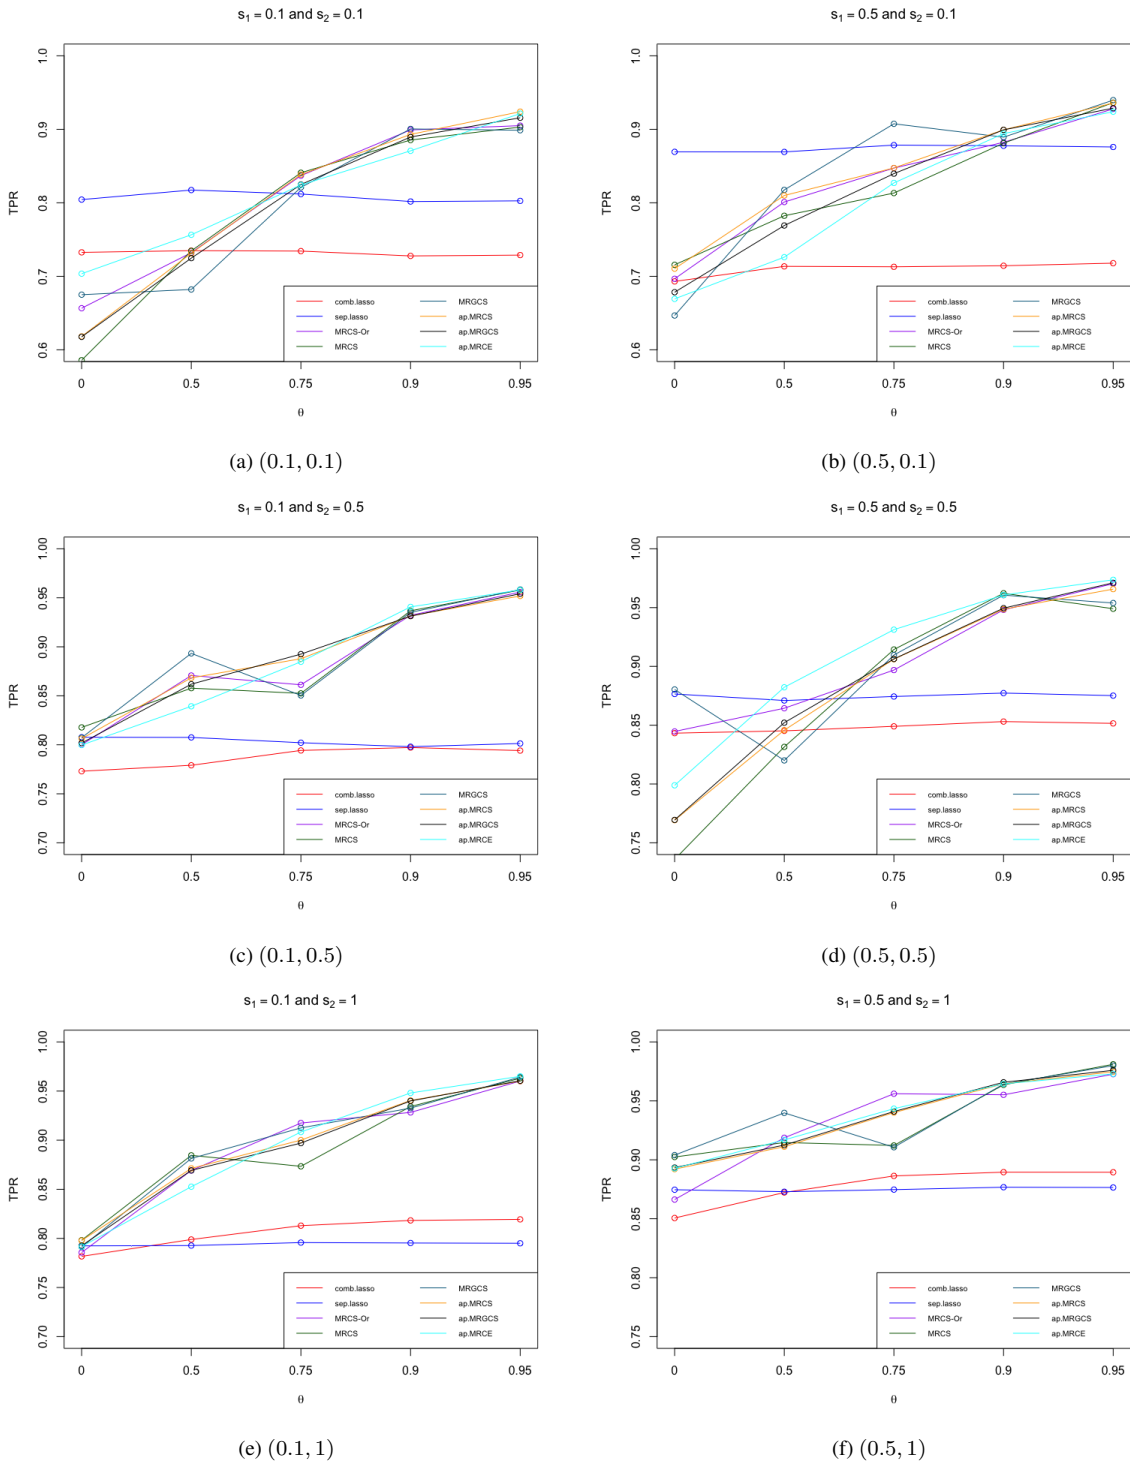 s₁ = 0.1 and s₂ = 0.1
TPR
1.0
0.9
0.8
0.7
0.6
comb.lasso
sep.lasso
MRCS-Or
MRCS
MRGCS
ap.MRCS
ap.MRGCS
ap.MRCE
0 0.5 0.75 0.9 0.95
θ
(a) (0.1, 0.1)
s₁ = 0.5 and s₂ = 0.1
TPR
1.0
0.9
0.8
0.7
0.6
comb.lasso
sep.lasso
MRCS-Or
MRCS
MRGCS
ap.MRCS
ap.MRGCS
ap.MRCE
0 0.5 0.75 0.9 0.95
θ
(b) (0.5, 0.1)
s₁ = 0.1 and s₂ = 0.5
TPR
1.00
0.95
0.90
0.85
0.80
0.75
0.70
comb.lasso
sep.lasso
MRCS-Or
MRCS
MRGCS
ap.MRCS
ap.MRGCS
ap.MRCE
0 0.5 0.75 0.9 0.95
θ
(c) (0.1, 0.5)
s₁ = 0.5 and s₂ = 0.5
TPR
1.00
0.95
0.90
0.85
0.80
0.75
comb.lasso
sep.lasso
MRCS-Or
MRCS
MRGCS
ap.MRCS
ap.MRGCS
ap.MRCE
0 0.5 0.75 0.9 0.95
θ
(d) (0.5, 0.5)
s₁ = 0.1 and s₂ = 1
TPR
1.00
0.95
0.90
0.85
0.80
0.75
0.70
comb.lasso
sep.lasso
MRCS-Or
MRCS
MRGCS
ap.MRCS
ap.MRGCS
ap.MRCE
0 0.5 0.75 0.9 0.95
θ
(e) (0.1, 1)
s₁ = 0.5 and s₂ = 1
TPR
1.00
0.95
0.90
0.85
0.80
0.75
comb.lasso
sep.lasso
MRCS-Or
MRCS
MRGCS
ap.MRCS
ap.MRGCS
ap.MRCE
0 0.5 0.75 0.9 0.95
θ
(f) (0.5, 1)